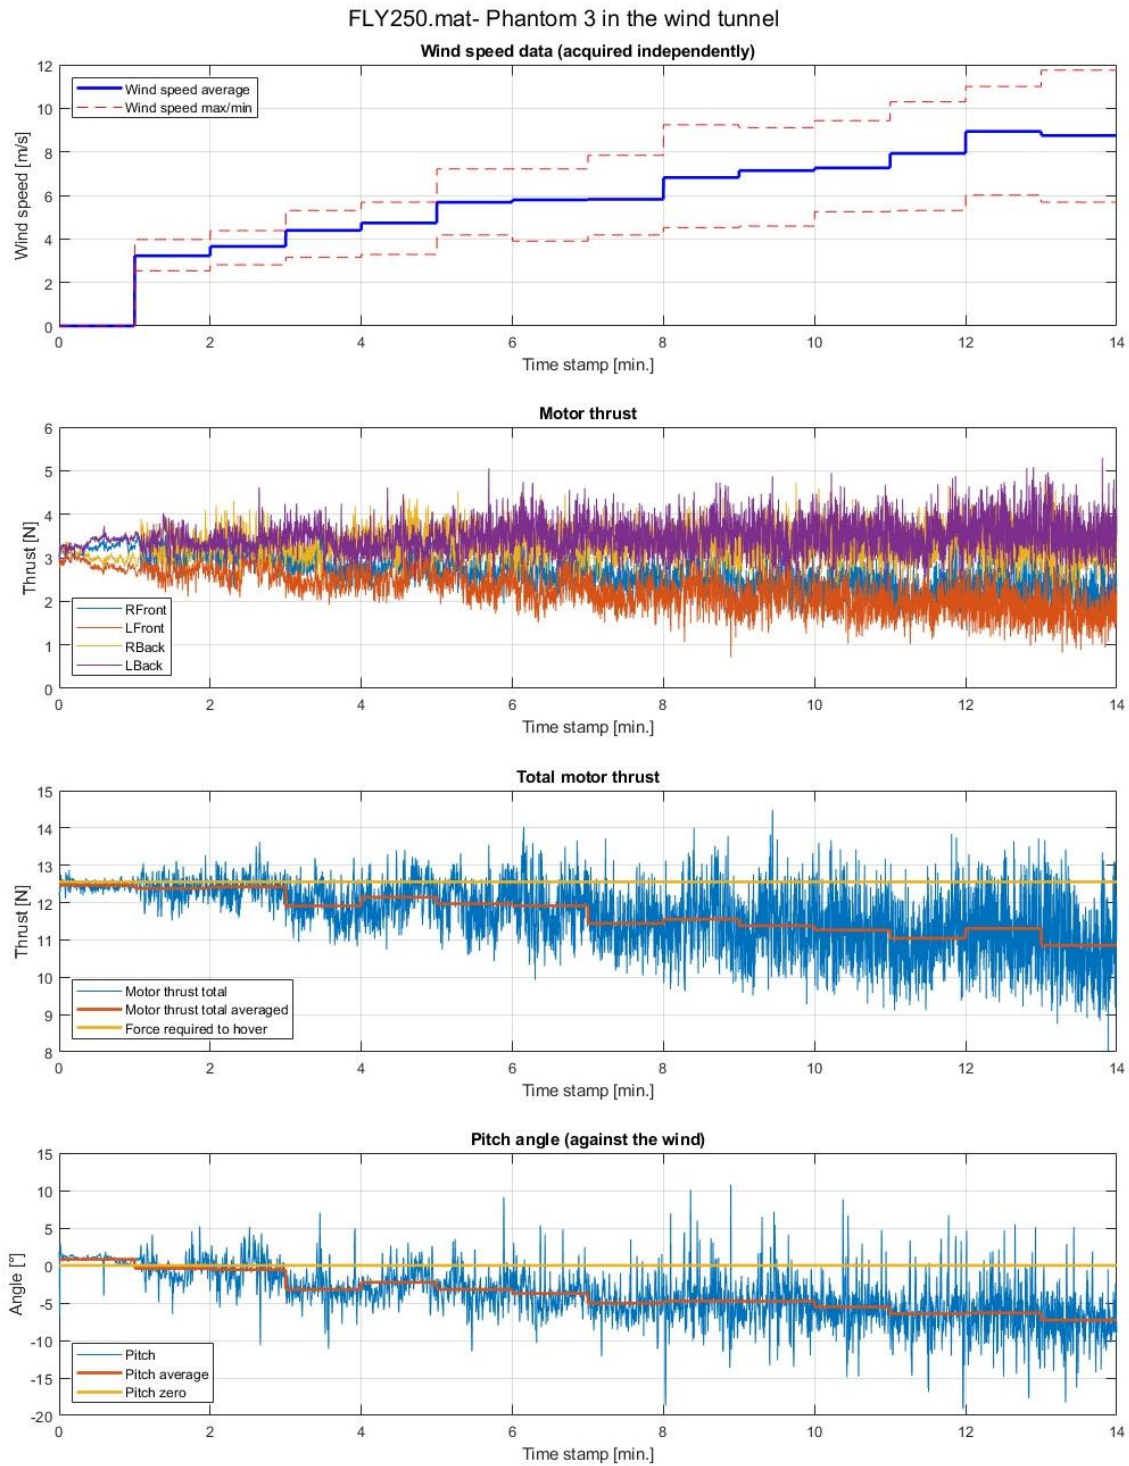 FLY250.mat- Phantom 3 in the wind tunnel
Wind speed data (acquired independently)
12
10
8
6
4
2
0
Wind speed [m/s]
Wind speed average
Wind speed max/min
0 2 4 6 8 10 12 14
Time stamp [min.]
Motor thrust
6
5
4
3
2
1
0
Thrust [N]
RFront
LFront
RBack
LBack
0 2 4 6 8 10 12 14
Time stamp [min.]
Total motor thrust
15
14
13
12
11
10
9
8
Thrust [N]
Motor thrust total
Motor thrust total averaged
Force required to hover
0 2 4 6 8 10 12 14
Time stamp [min.]
Pitch angle (against the wind)
15
10
5
0
-5
-10
-15
-20
Angle [°]
Pitch
Pitch average
Pitch zero
0 2 4 6 8 10 12 14
Time stamp [min.]